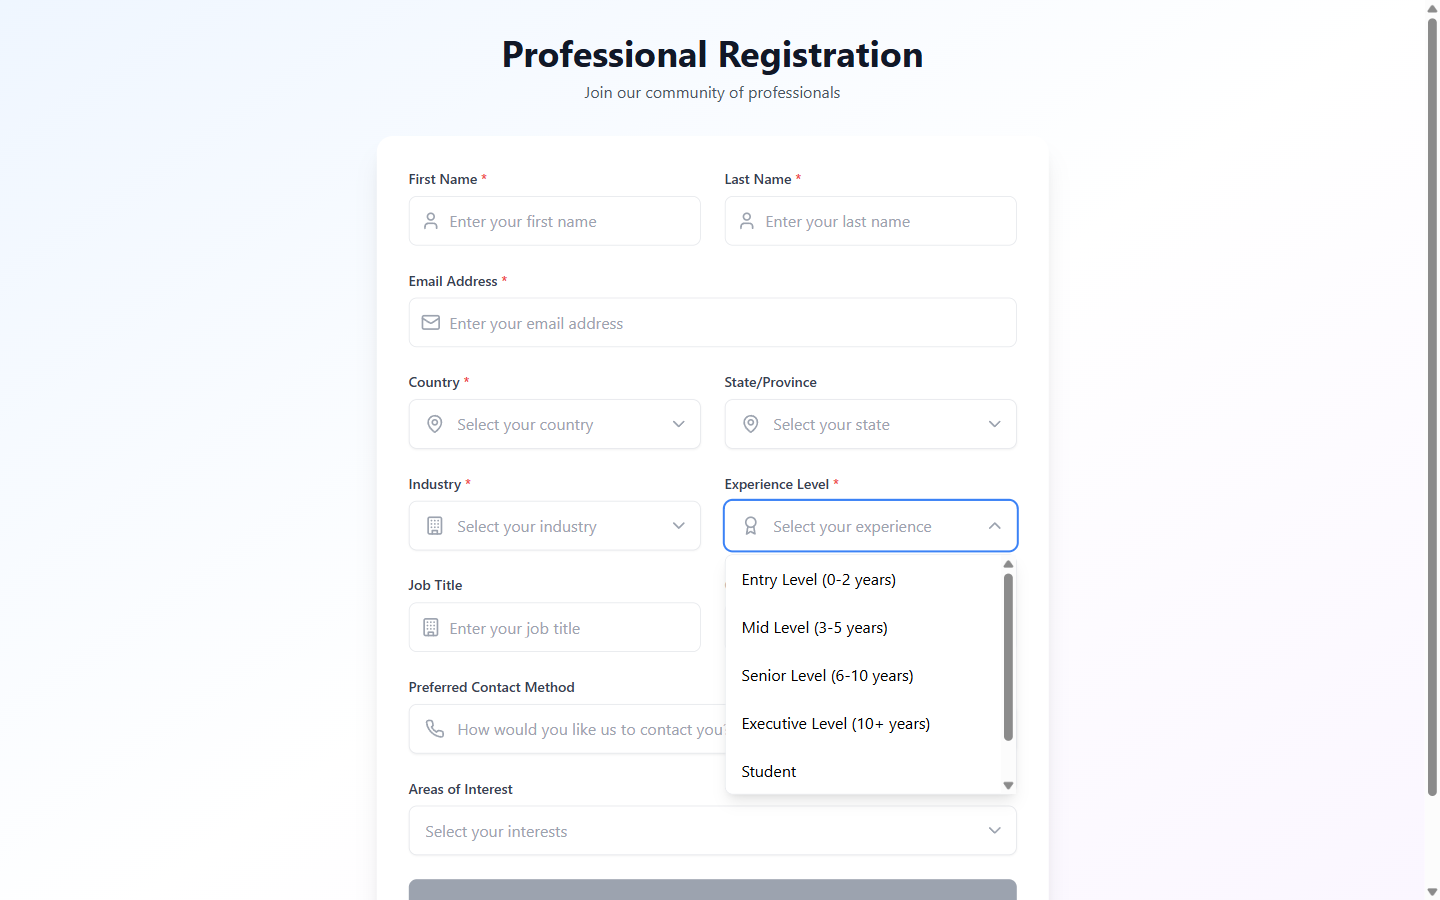 Professional Registration
Join our community of professionals
First Name *
Last Name *
Enter your first name
Enter your last name
Email Address *
Enter your email address
Country *
State/Province
Select your country
Select your state
Industry *
Experience Level *
Select your industry
Select your experience
Entry Level (0-2 years)
Job Title
Mid Level (3-5 years)
Enter your job title
Senior Level (6-10 years)
Preferred Contact Method
Executive Level (10+ years)
How would you like us to contact you?
Student
Areas of Interest
Select your interests